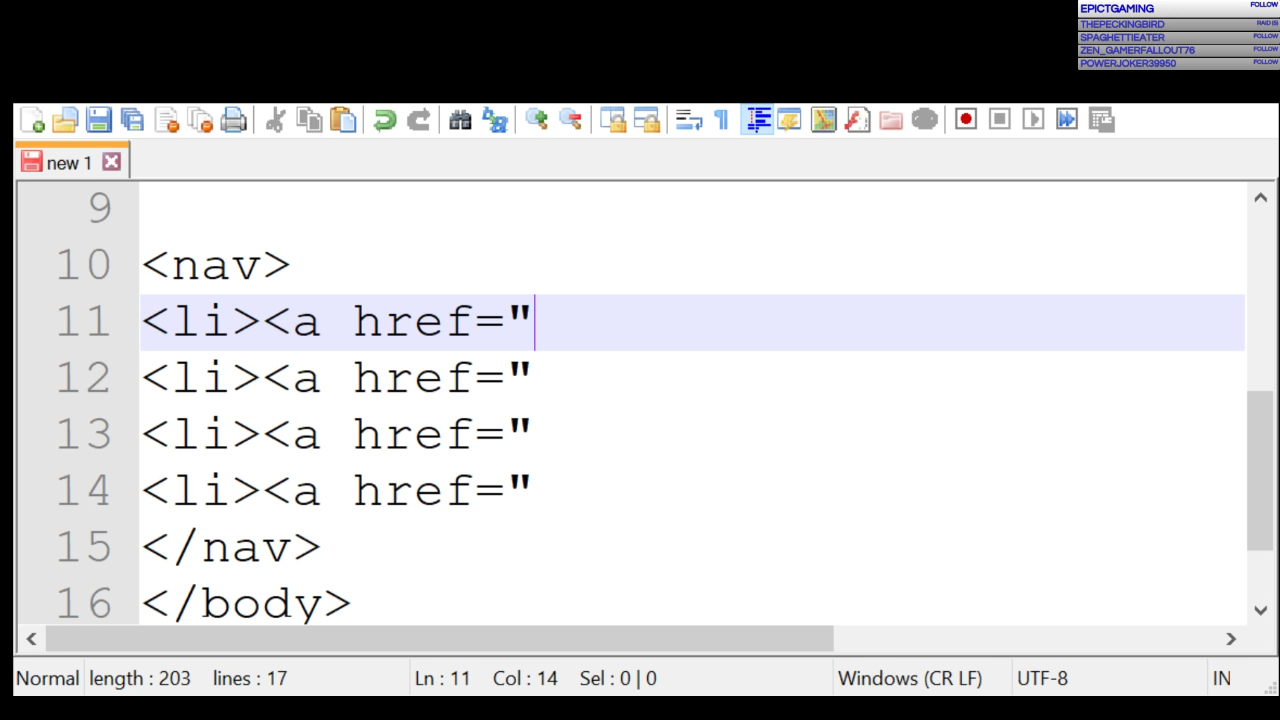 EPICTGAMING FOLLOW
THEPECKINGBIRD RAID (5)
SPAGHETTIEATER FOLLOW
ZEN_GAMERFALLOUT76 FOLLOW
POWERJOKER39950 FOLLOW
new 1
9
10 <nav>
11 <li><a href="
12 <li><a href="
13 <li><a href="
14 <li><a href="
15 </nav>
16 </body>
Normal length : 203 lines : 17 Ln : 11 Col : 14 Sel : 0 | 0 Windows (CR LF) UTF-8 IN